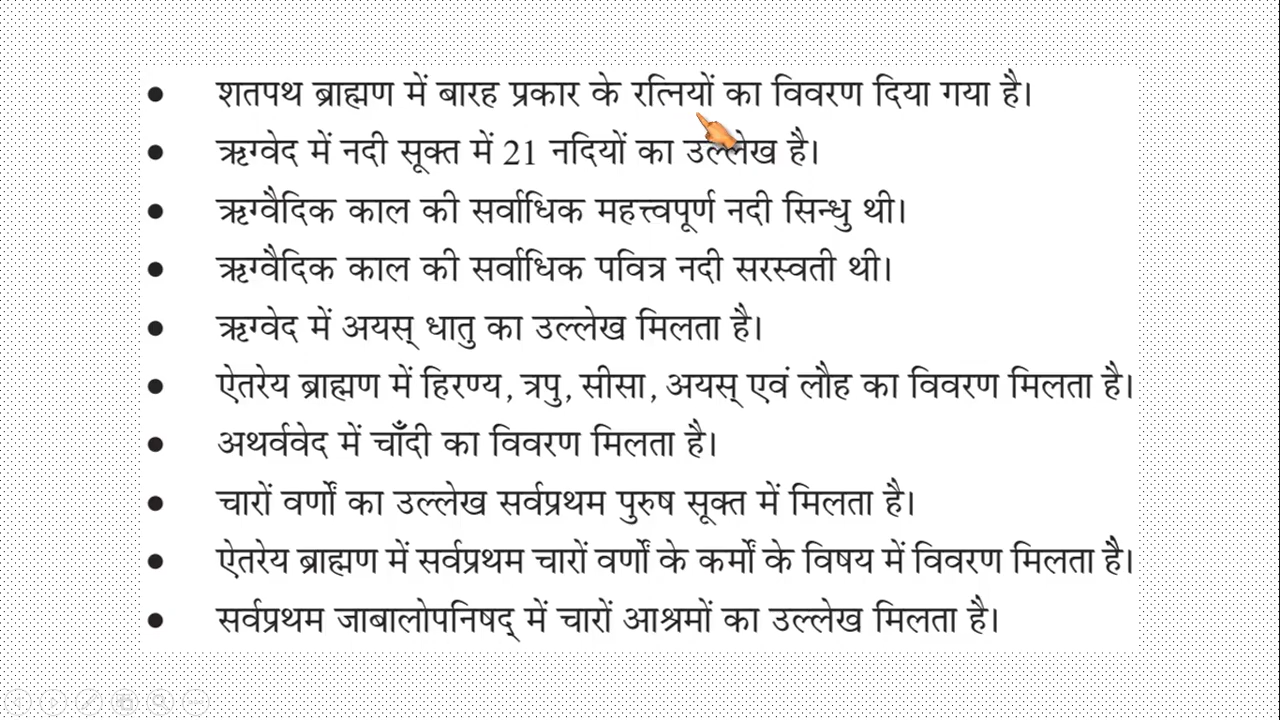 • शतपथ ब्राह्मण में बारह प्रकार के रत्नियों का विवरण दिया गया है।
• ऋग्वेद में नदी सूक्त में 21 नदियों का उल्लेख है।
• ऋग्वैदिक काल की सर्वाधिक महत्त्वपूर्ण नदी सिन्धु थी।
• ऋग्वैदिक काल की सर्वाधिक पवित्र नदी सरस्वती थी।
• ऋग्वेद में अयस् धातु का उल्लेख मिलता है।
• ऐतरेय ब्राह्मण में हिरण्य, त्रपु, सीसा, अयस् एवं लौह का विवरण मिलता है।
• अथर्ववेद में चाँदी का विवरण मिलता है।
• चारों वर्णों का उल्लेख सर्वप्रथम पुरुष सूक्त में मिलता है।
• ऐतरेय ब्राह्मण में सर्वप्रथम चारों वर्णों के कर्मों के विषय में विवरण मिलता है।
• सर्वप्रथम जाबालोपनिषद् में चारों आश्रमों का उल्लेख मिलता है।